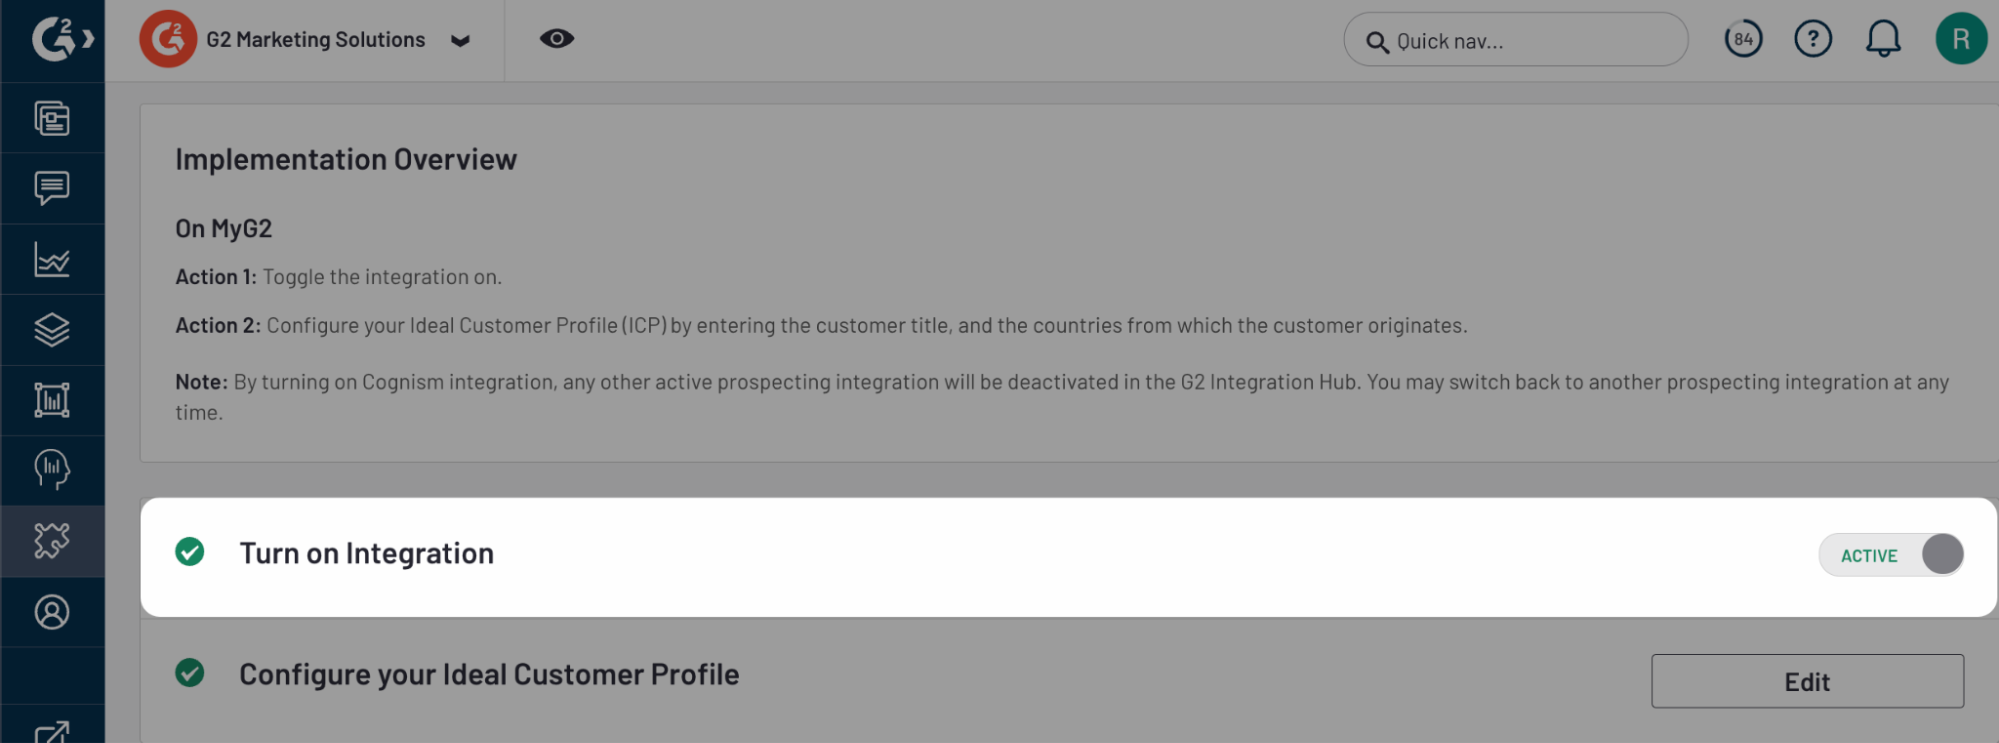 G2 Marketing Solutions
Quick nav...
84
?
R
Implementation Overview
On MyG2
Action 1: Toggle the integration on.
Action 2: Configure your Ideal Customer Profile (ICP) by entering the customer title, and the countries from which the customer originates.
Note: By turning on Cognism integration, any other active prospecting integration will be deactivated in the G2 Integration Hub. You may switch back to another prospecting integration at any
time.
Turn on Integration
ACTIVE
Configure your Ideal Customer Profile
Edit